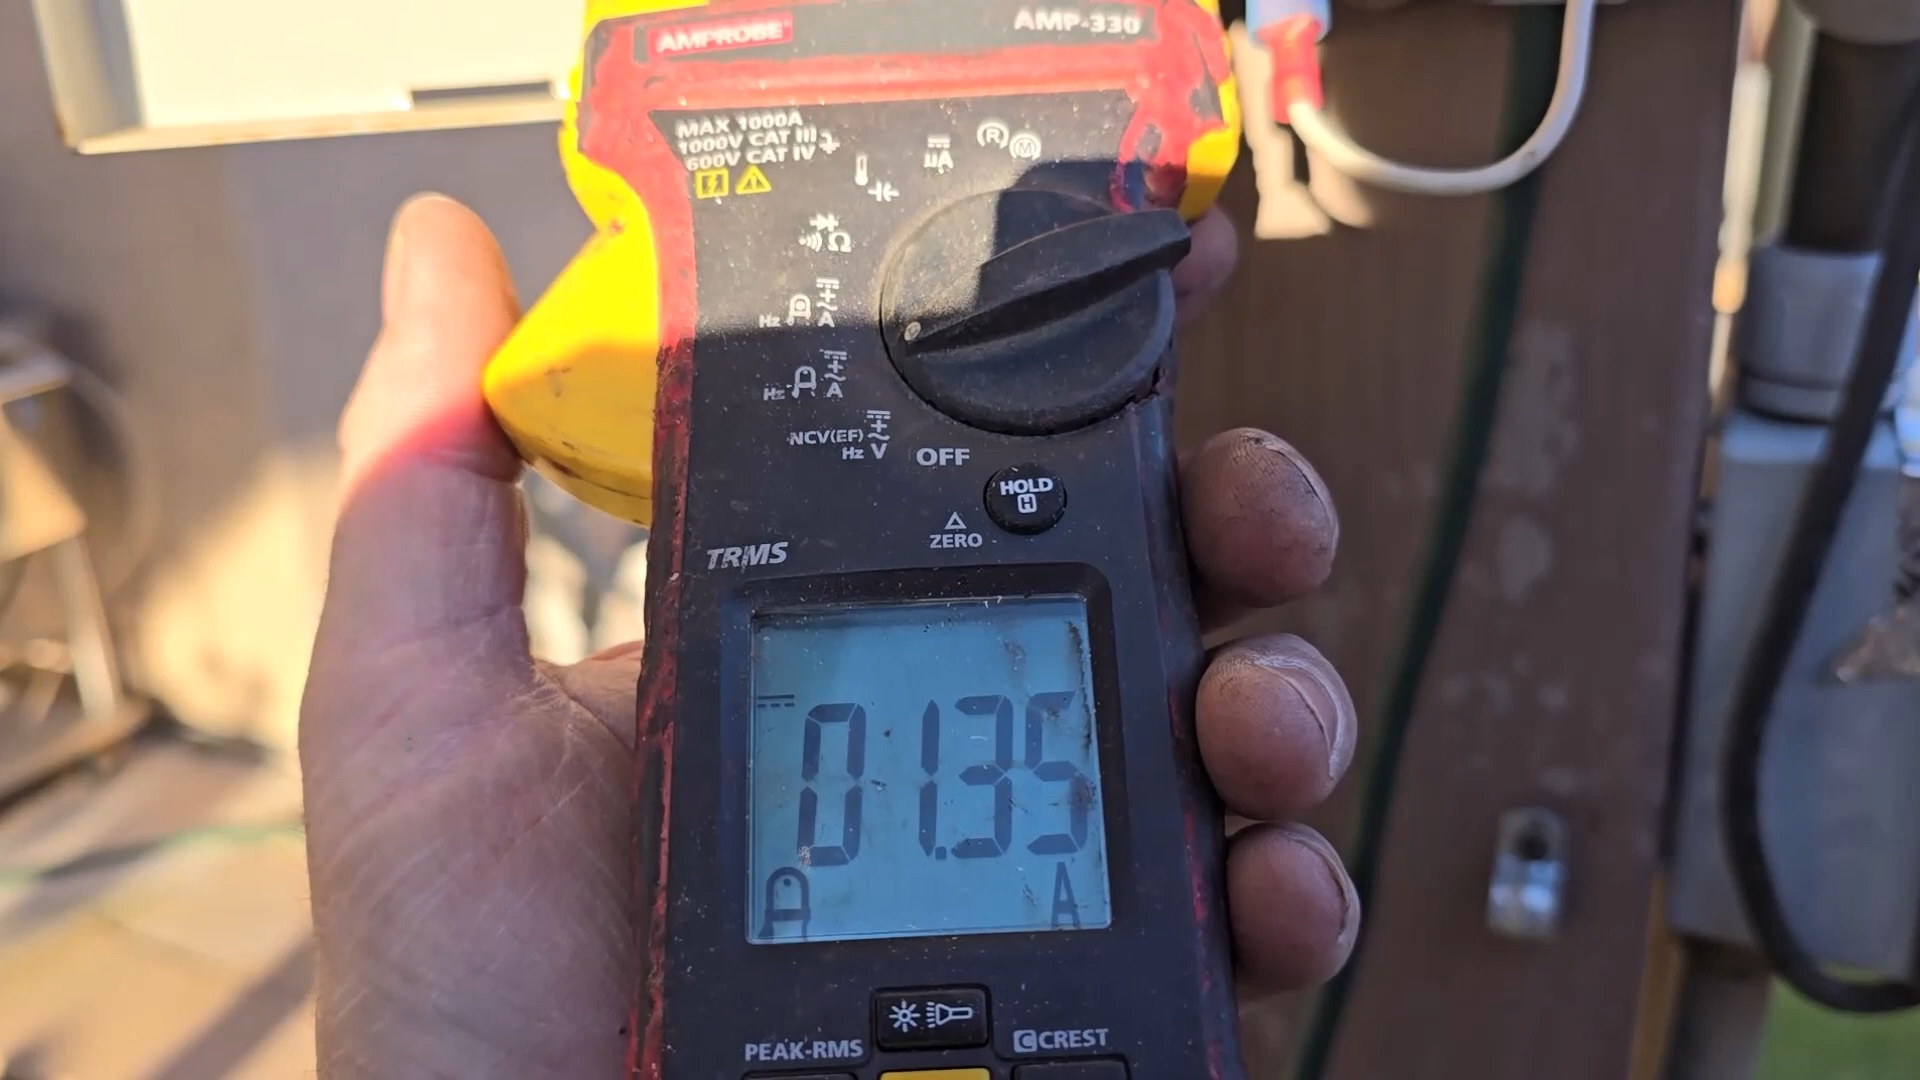 AMPROBE
AMP-330
MAX 1000A
1000V CAT III
600V CAT IV
µA
R
M
Ω
Hz A
Hz A
NCV(EF)
Hz V
OFF
HOLD
H
ZERO
TRMS
01.35
A
PEAK-RMS
C CREST